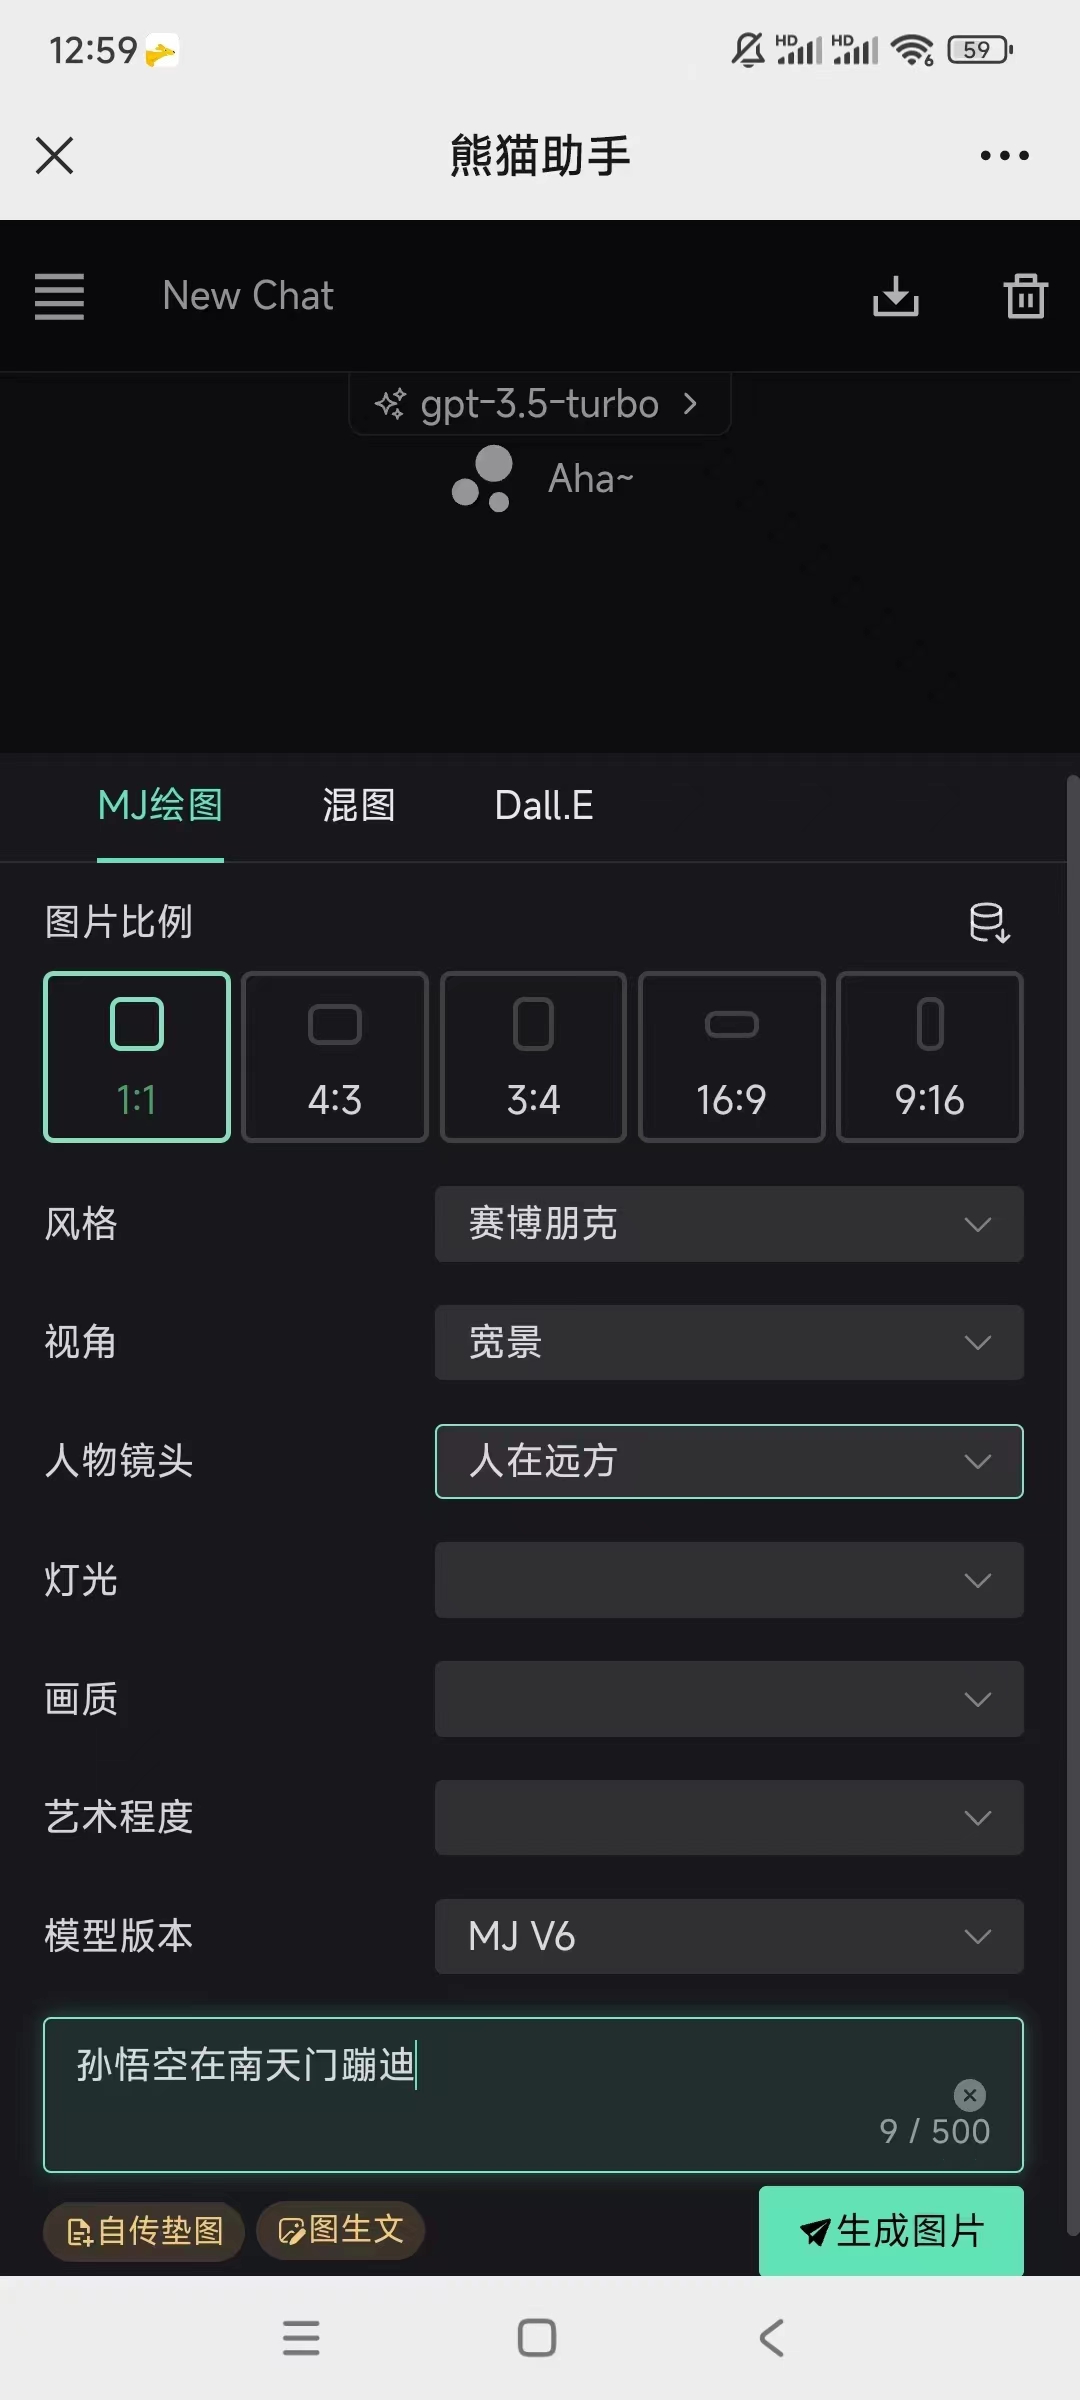 12:59
HD HD 6 59
熊猫助手
New Chat
gpt-3.5-turbo
Aha~
MJ绘图 混图 Dall.E
图片比例
1:1 4:3 3:4 16:9 9:16
风格 赛博朋克
视角 宽景
人物镜头 人在远方
灯光
画质
艺术程度
模型版本 MJ V6
孙悟空在南天门蹦迪
9 / 500
自传垫图 图生文 生成图片